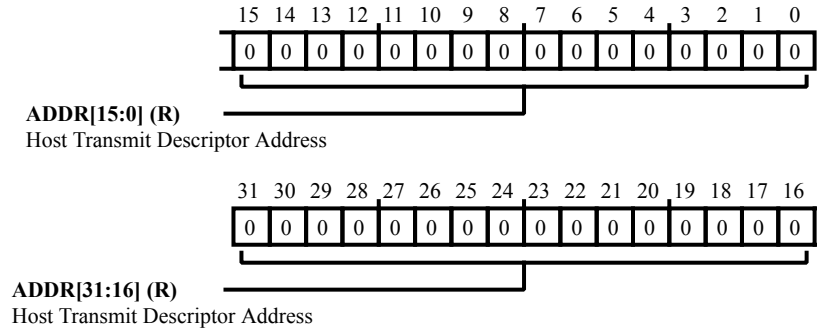 15 14 13 12 11 10 9 8 7 6 5 4 3 2 1 0
0 0 0 0 0 0 0 0 0 0 0 0 0 0 0 0
ADDR[15:0] (R)
Host Transmit Descriptor Address
31 30 29 28 27 26 25 24 23 22 21 20 19 18 17 16
0 0 0 0 0 0 0 0 0 0 0 0 0 0 0 0
ADDR[31:16] (R)
Host Transmit Descriptor Address